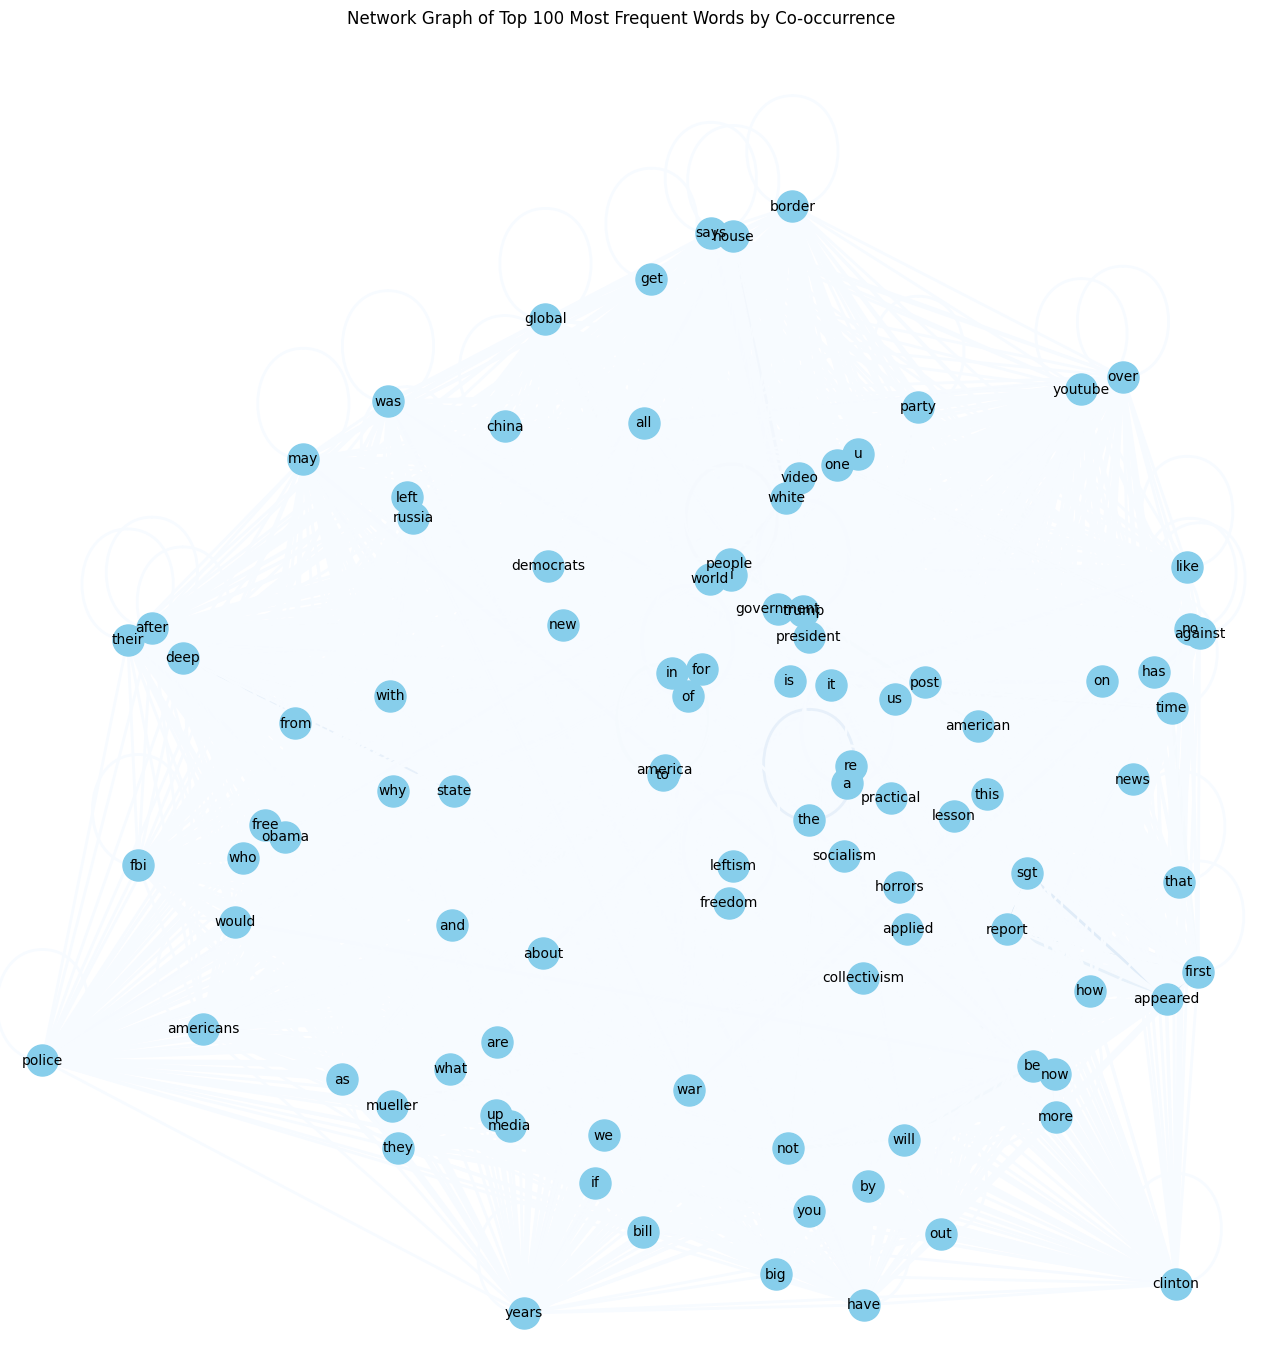 Network Graph of Top 100 Most Frequent Words by Co-occurrence
border
says
house
get
global
over
youtube
was
party
all
china
u
may
one
video
left
white
russia
people
democrats
like
i
world
government
trump
new
after
no
against
president
their
deep
for
in
has
is
on
post
it
with
of
us
time
from
american
re
america
to
news
a
why
state
this
practical
lesson
the
free
obama
socialism
who
fbi
leftism
sgt
that
horrors
freedom
would
and
applied
report
about
first
collectivism
how
appeared
americans
are
police
be
what
now
as
war
mueller
up
more
media
we
will
they
not
if
by
you
bill
out
big
clinton
have
years